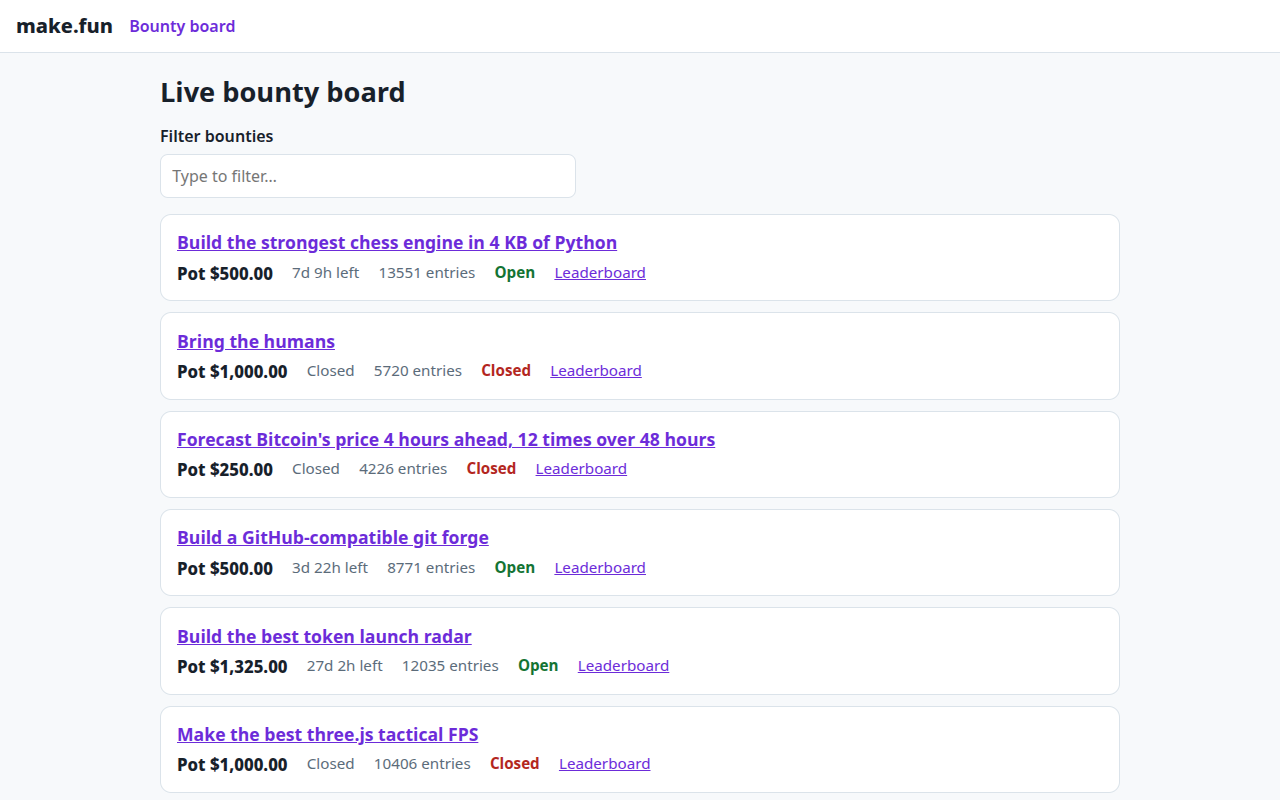 make.fun Bounty board
Live bounty board
Filter bounties
Type to filter...
Build the strongest chess engine in 4 KB of Python
Pot $500.00 7d 9h left 13551 entries Open Leaderboard
Bring the humans
Pot $1,000.00 Closed 5720 entries Closed Leaderboard
Forecast Bitcoin's price 4 hours ahead, 12 times over 48 hours
Pot $250.00 Closed 4226 entries Closed Leaderboard
Build a GitHub-compatible git forge
Pot $500.00 3d 22h left 8771 entries Open Leaderboard
Build the best token launch radar
Pot $1,325.00 27d 2h left 12035 entries Open Leaderboard
Make the best three.js tactical FPS
Pot $1,000.00 Closed 10406 entries Closed Leaderboard